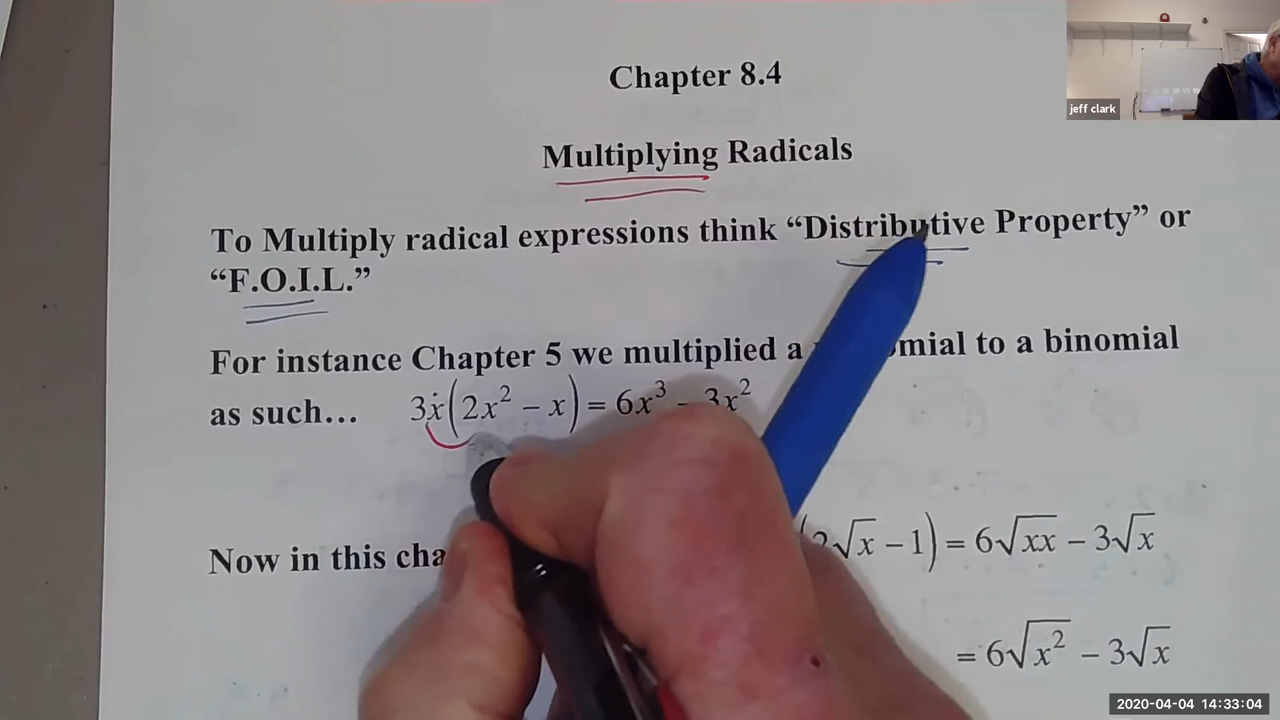 jeff clark
Chapter 8.4
Multiplying Radicals
To Multiply radical expressions think “Distributive Property” or
“F.O.I.L.”
For instance Chapter 5 we multiplied a to a binomial
as such… 3x(2x² − x) = 6x³ − 3x²
Now in this (2√x − 1) = 6√xx − 3√x
= 6√x² − 3√x
2020-04-04 14:33:04